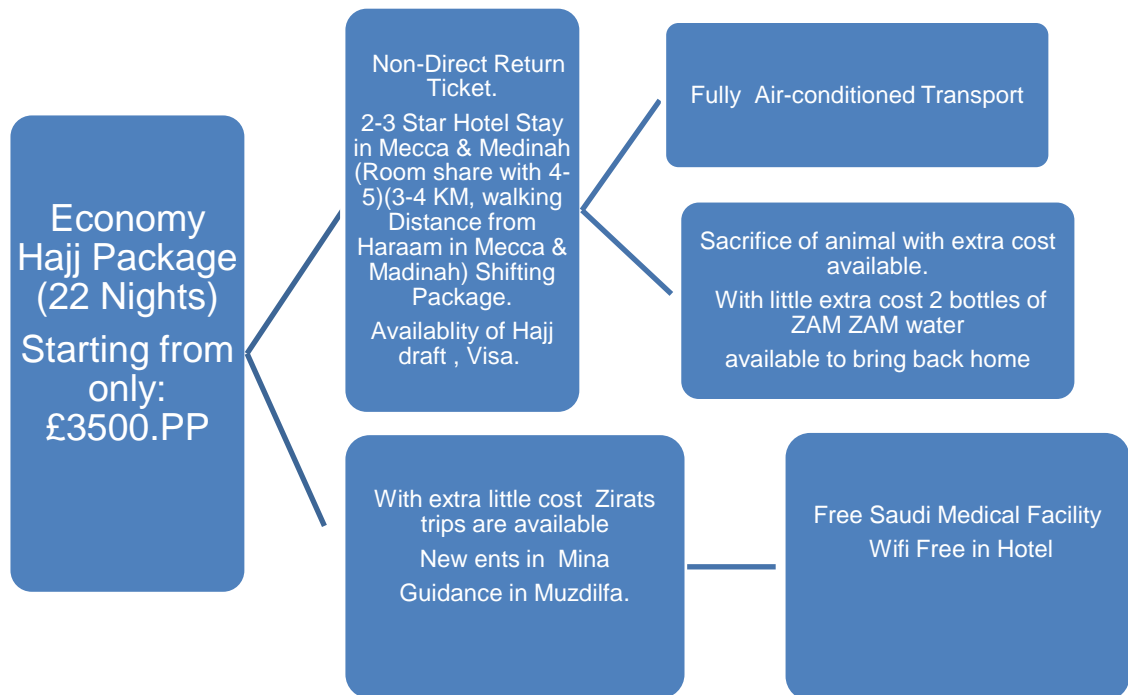 Economy
Hajj Package
(22 Nights)
Starting from
only:
£3500.PP
Non-Direct Return
Ticket.
2-3 Star Hotel Stay
in Mecca & Medinah
(Room share with 4-
5)(3-4 KM, walking
Distance from
Haraam in Mecca &
Madinah) Shifting
Package.
Availablity of Hajj
draft , Visa.
Fully Air-conditioned Transport
Sacrifice of animal with extra cost
available.
With little extra cost 2 bottles of
ZAM ZAM water
available to bring back home
With extra little cost Zirats
trips are available
New ents in Mina
Guidance in Muzdilfa.
Free Saudi Medical Facility
Wifi Free in Hotel